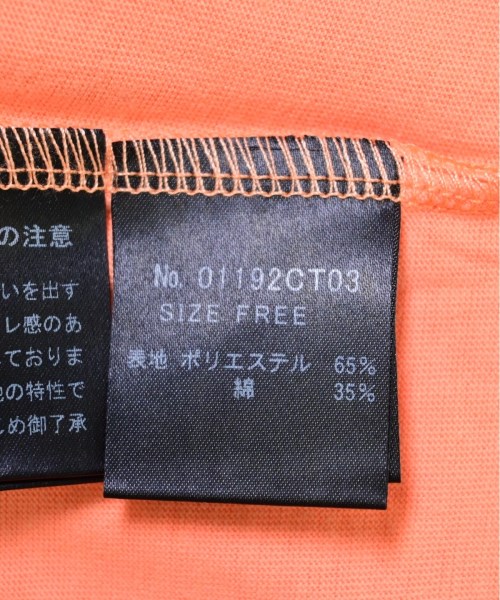 の注意
いを出す
レ感のあ
ておりま
地の特性で
しめ御了承
No. 01192CT03
SIZE FREE
表地 ポリエステル 65%
綿 35%